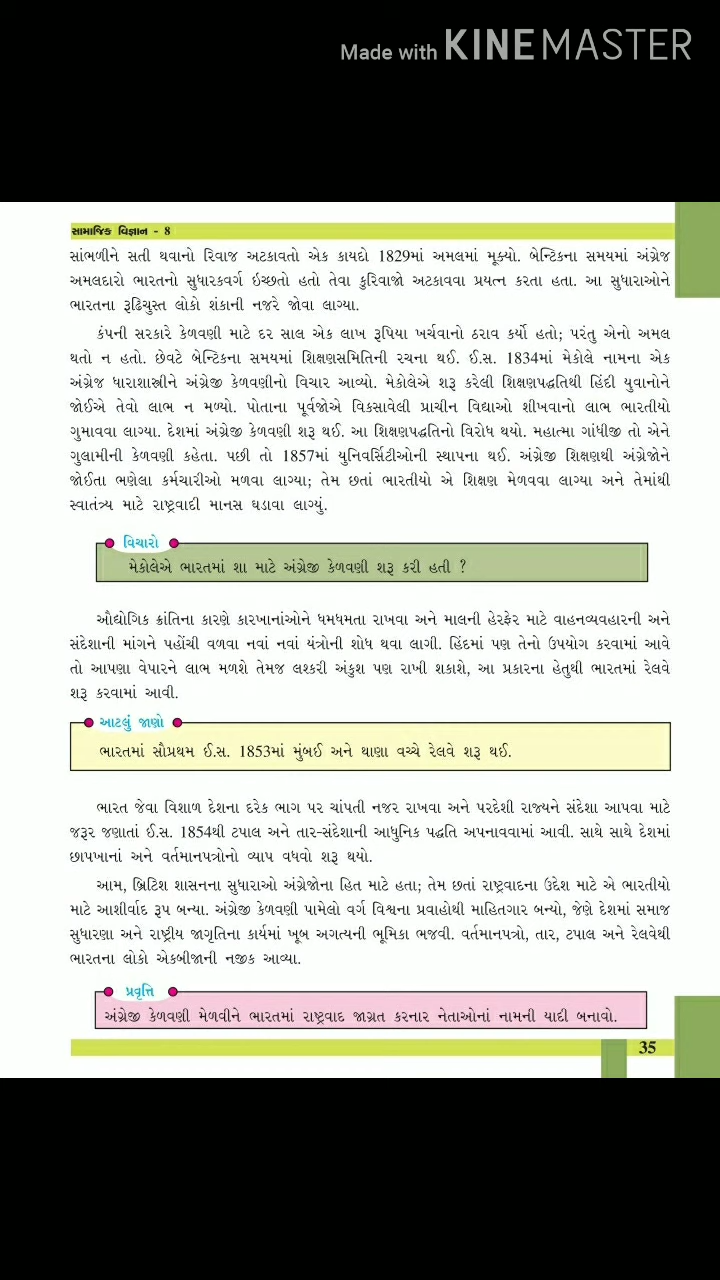 Made with KINEMASTER
સામાજિક વિજ્ઞાન - 8
સાંભળીને સતી થવાનો રિવાજ અટકાવતો એક કાયદો 1829માં અમલમાં મૂક્યો. બેન્ટિકના સમયમાં અંગ્રેજ
અમલદારો ભારતનો સુધારકવર્ગ ઇચ્છતો હતો તેવા કુરિવાજો અટકાવવા પ્રયત્ન કરતા હતા. આ સુધારાઓને
ભારતના રૂઢિચુસ્ત લોકો શંકાની નજરે જોવા લાગ્યા.
કંપની સરકારે કેળવણી માટે દર સાલ એક લાખ રૂપિયા ખર્ચવાનો ઠરાવ કર્યો હતો; પરંતુ એનો અમલ
થતો ન હતો. છેવટે બેન્ટિકના સમયમાં શિક્ષણસમિતિની રચના થઈ. ઈ.સ. 1834માં મેકોલે નામના એક
અંગ્રેજ ધારાશાસ્ત્રીને અંગ્રેજી કેળવણીનો વિચાર આવ્યો. મેકોલેએ શરૂ કરેલી શિક્ષણપદ્ધતિથી હિંદી યુવાનોને
જોઈએ તેવો લાભ ન મળ્યો. પોતાના પૂર્વજોએ વિકસાવેલી પ્રાચીન વિદ્યાઓ શીખવાનો લાભ ભારતીયો
ગુમાવવા લાગ્યા. દેશમાં અંગ્રેજી કેળવણી શરૂ થઈ. આ શિક્ષણપદ્ધતિનો વિરોધ થયો. મહાત્મા ગાંધીજી તો એને
ગુલામીની કેળવણી કહેતા. પછી તો 1857માં યુનિવર્સિટીઓની સ્થાપના થઈ. અંગ્રેજી શિક્ષણથી અંગ્રેજોને
જોઈતા ભણેલા કર્મચારીઓ મળવા લાગ્યા; તેમ છતાં ભારતીયો એ શિક્ષણ મેળવવા લાગ્યા અને તેમાંથી
સ્વાતંત્ર્ય માટે રાષ્ટ્રવાદી માનસ ઘડાવા લાગ્યું.
વિચારો
મેકોલેએ ભારતમાં શા માટે અંગ્રેજી કેળવણી શરૂ કરી હતી ?
ઔદ્યોગિક ક્રાંતિના કારણે કારખાનાંઓને ધમધમતા રાખવા અને માલની હેરફેર માટે વાહનવ્યવહારની અને
સંદેશાની માંગને પહોંચી વળવા નવાં નવાં યંત્રોની શોધ થવા લાગી. હિંદમાં પણ તેનો ઉપયોગ કરવામાં આવે
તો આપણા વેપારને લાભ મળશે તેમજ લશ્કરી અંકુશ પણ રાખી શકાશે, આ પ્રકારના હેતુથી ભારતમાં રેલવે
શરૂ કરવામાં આવી.
આટલું જાણો
ભારતમાં સૌપ્રથમ ઈ.સ. 1853માં મુંબઈ અને થાણા વચ્ચે રેલવે શરૂ થઈ.
ભારત જેવા વિશાળ દેશના દરેક ભાગ પર ચાંપતી નજર રાખવા અને પરદેશી રાજ્યને સંદેશા આપવા માટે
જરૂર જણાતાં ઈ.સ. 1854થી ટપાલ અને તાર-સંદેશાની આધુનિક પદ્ધતિ અપનાવવામાં આવી. સાથે સાથે દેશમાં
છાપખાનાં અને વર્તમાનપત્રોનો વ્યાપ વધવો શરૂ થયો.
આમ, બ્રિટિશ શાસનના સુધારાઓ અંગ્રેજોના હિત માટે હતા; તેમ છતાં રાષ્ટ્રવાદના ઉદેશ માટે એ ભારતીયો
માટે આશીર્વાદ રૂપ બન્યા. અંગ્રેજી કેળવણી પામેલો વર્ગ વિશ્વના પ્રવાહોથી માહિતગાર બન્યો, જેણે દેશમાં સમાજ
સુધારણા અને રાષ્ટ્રીય જાગૃતિના કાર્યમાં ખૂબ અગત્યની ભૂમિકા ભજવી. વર્તમાનપત્રો, તાર, ટપાલ અને રેલવેથી
ભારતના લોકો એકબીજાની નજીક આવ્યા.
પ્રવૃત્તિ
અંગ્રેજી કેળવણી મેળવીને ભારતમાં રાષ્ટ્રવાદ જાગ્રત કરનાર નેતાઓનાં નામની યાદી બનાવો.
35